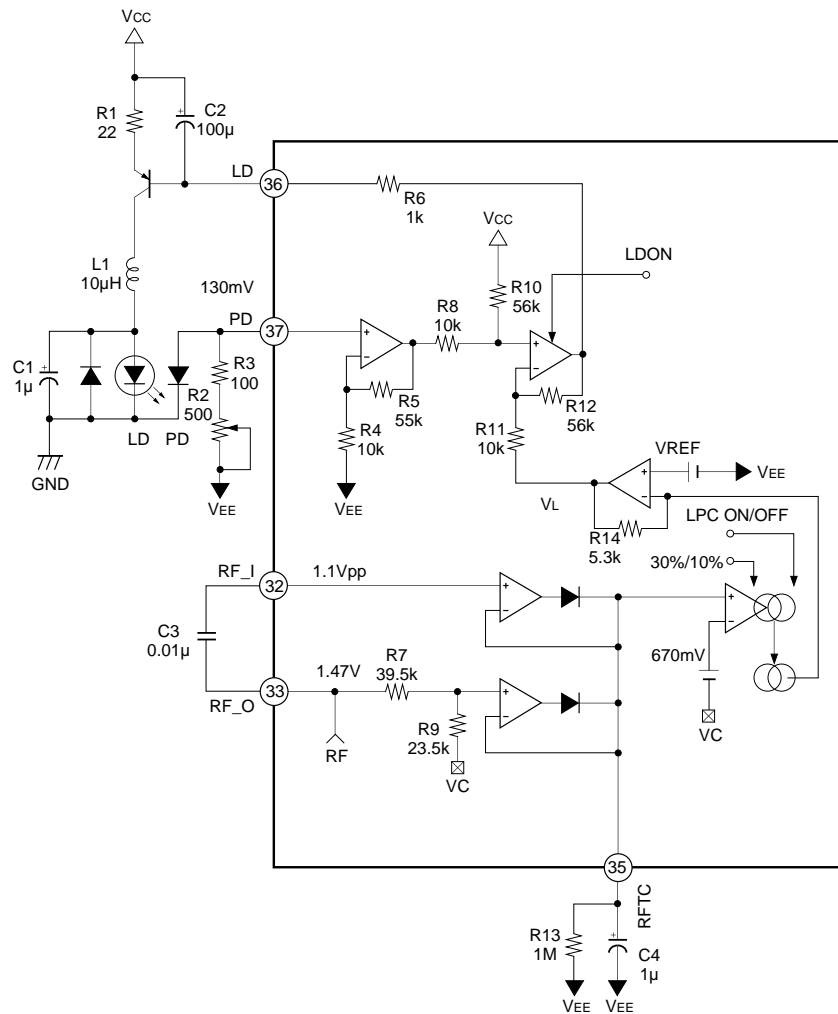 VCC
R1
22
C2
100μ
LD
36
R6
1k
VCC
LDON
L1
10μH
130mV
PD
37
R8
10k
R10
56k
R3
100
C1
1μ
R2
500
R5
55k
R12
56k
R4
10k
R11
10k
VREF
VEE
LD
PD
GND
VEE
VEE
VL
R14
5.3k
LPC ON/OFF
30%/10%
RF_I
32
1.1Vpp
C3
0.01μ
670mV
1.47V
R7
39.5k
33
RF_O
R9
23.5k
RF
VC
VC
35
RFTC
R13
1M
C4
1μ
VEE
VEE